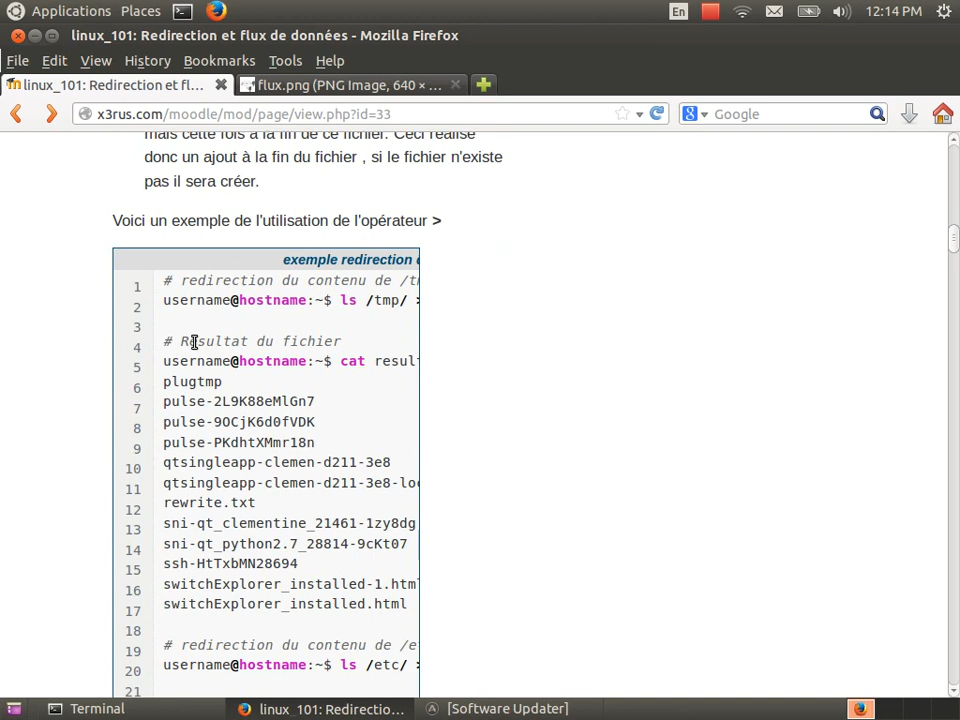 Applications Places En 12:14 PM
linux_101: Redirection et flux de données - Mozilla Firefox
File Edit View History Bookmarks Tools Help
linux_101: Redirection et fl... flux.png (PNG Image, 640 × ...
x3rus.com/moodle/mod/page/view.php?id=33 Google
mais cette fois à la fin de ce fichier. Ceci réalise
donc un ajout à la fin du fichier , si le fichier n'existe
pas il sera créer.
Voici un exemple de l'utilisation de l'opérateur >
exemple redirection
1 # redirection du contenu de
2 username@hostname:~$ ls /tmp/ >
3
4 # Resultat du fichier
5 username@hostname:~$ cat
6 plugtmp
7 pulse-2L9K88eMlGn7
8 pulse-9OCjK6d0fVDK
9 pulse-PKdhtXMmr18n
10 qtsingleapp-clemen-d211-3e8
11 qtsingleapp-clemen-d211-3e8-loc
12 rewrite.txt
13 sni-qt_clementine_21461-1zy8dg
14 sni-qt_python2.7_28814-9cKt07
15 ssh-HtTxbMN28694
16 switchExplorer_installed-1.html
17 switchExplorer_installed.html
18
19 # redirection du contenu de
20 username@hostname:~$ ls /etc/ >
21
Terminal linux_101: Redirectio... [Software Updater]